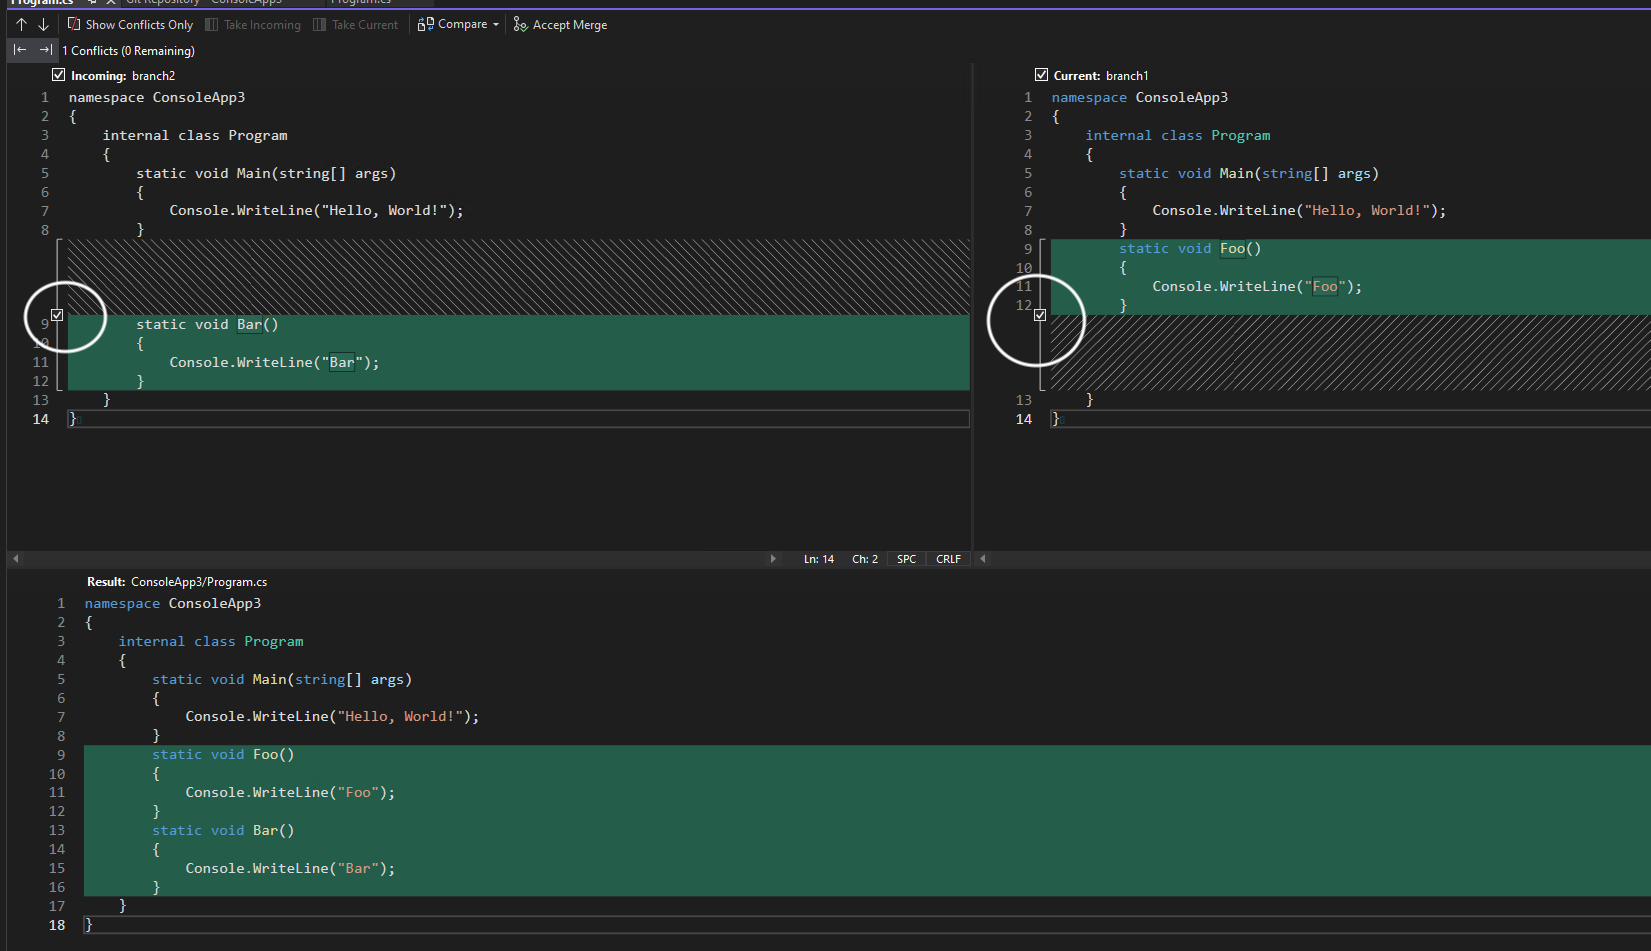 Program.cs Git Repository - ConsoleApp3 Program.cs
Show Conflicts Only Take Incoming Take Current Compare Accept Merge
1 Conflicts (0 Remaining)
Incoming: branch2
1 namespace ConsoleApp3
2 {
3 internal class Program
4 {
5 static void Main(string[] args)
6 {
7 Console.WriteLine("Hello, World!");
8 }
9 static void Bar()
10 {
11 Console.WriteLine("Bar");
12 }
13 }
14 }
Ln: 14 Ch: 2 SPC CRLF
Current: branch1
1 namespace ConsoleApp3
2 {
3 internal class Program
4 {
5 static void Main(string[] args)
6 {
7 Console.WriteLine("Hello, World!");
8 }
9 static void Foo()
10 {
11 Console.WriteLine("Foo");
12 }
13 }
14 }
Result: ConsoleApp3/Program.cs
1 namespace ConsoleApp3
2 {
3 internal class Program
4 {
5 static void Main(string[] args)
6 {
7 Console.WriteLine("Hello, World!");
8 }
9 static void Foo()
10 {
11 Console.WriteLine("Foo");
12 }
13 static void Bar()
14 {
15 Console.WriteLine("Bar");
16 }
17 }
18 }